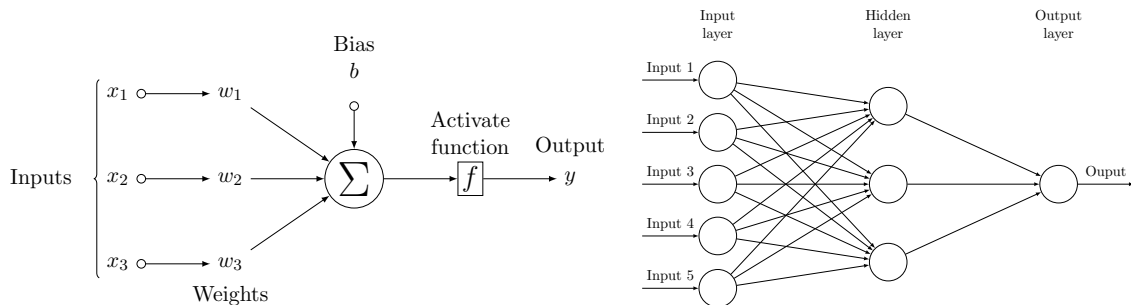 Bias
b
x1 w1
Activate
function
Output
Inputs
x2 w2
∑
f
y
x3 w3
Weights
Input
layer
Hidden
layer
Output
layer
Input 1
Input 2
Input 3
Input 4
Input 5
Ouput